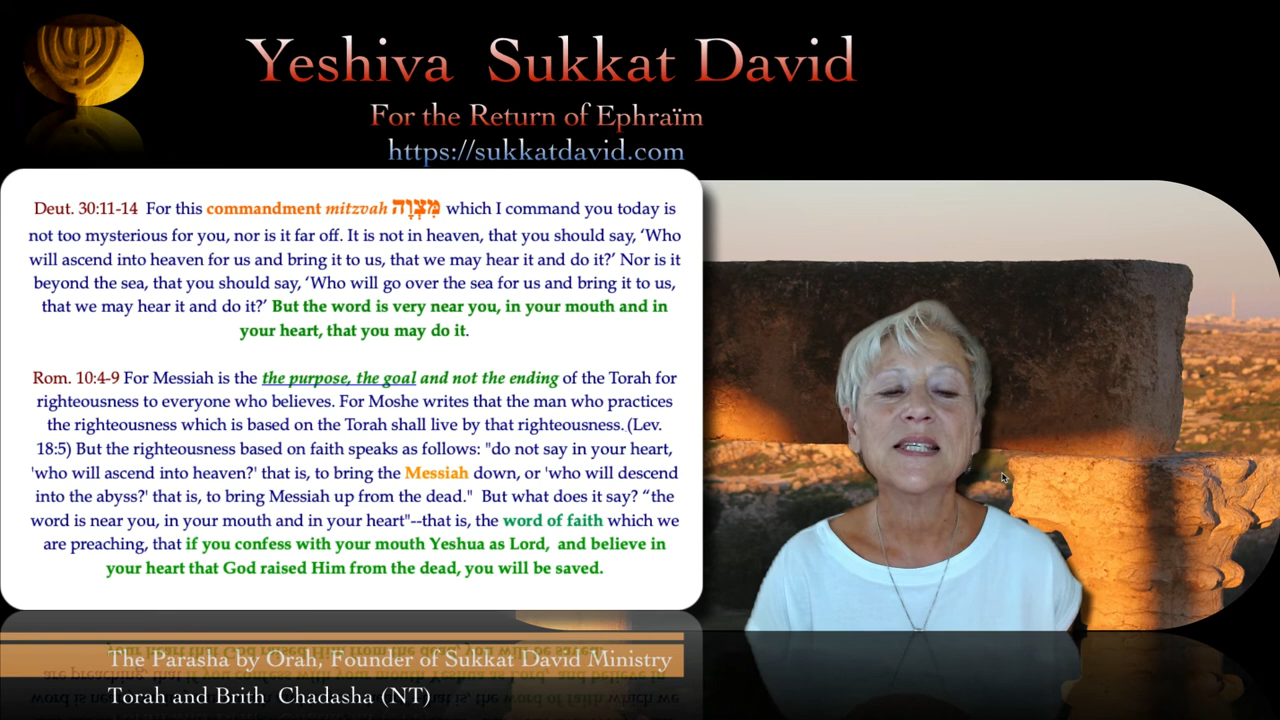 Yeshiva Sukkat David
For the Return of Ephraïm
https://sukkatdavid.com
Deut. 30:11-14 For this commandment mitzvah מִּצְוָה which I command you today is
not too mysterious for you, nor is it far off. It is not in heaven, that you should say, ‘Who
will ascend into heaven for us and bring it to us, that we may hear it and do it?’ Nor is it
beyond the sea, that you should say, ‘Who will go over the sea for us and bring it to us,
that we may hear it and do it?’ But the word is very near you, in your mouth and in
your heart, that you may do it.
Rom. 10:4-9 For Messiah is the the purpose, the goal and not the ending of the Torah for
righteousness to everyone who believes. For Moshe writes that the man who practices
the righteousness which is based on the Torah shall live by that righteousness. (Lev.
18:5) But the righteousness based on faith speaks as follows: "do not say in your heart,
'who will ascend into heaven?' that is, to bring the Messiah down, or 'who will descend
into the abyss?' that is, to bring Messiah up from the dead." But what does it say? “the
word is near you, in your mouth and in your heart"--that is, the word of faith which we
are preaching, that if you confess with your mouth Yeshua as Lord, and believe in
your heart that God raised Him from the dead, you will be saved.
The Parasha by Orah, Founder of Sukkat David Ministry
Torah and Brith Chadasha (NT)